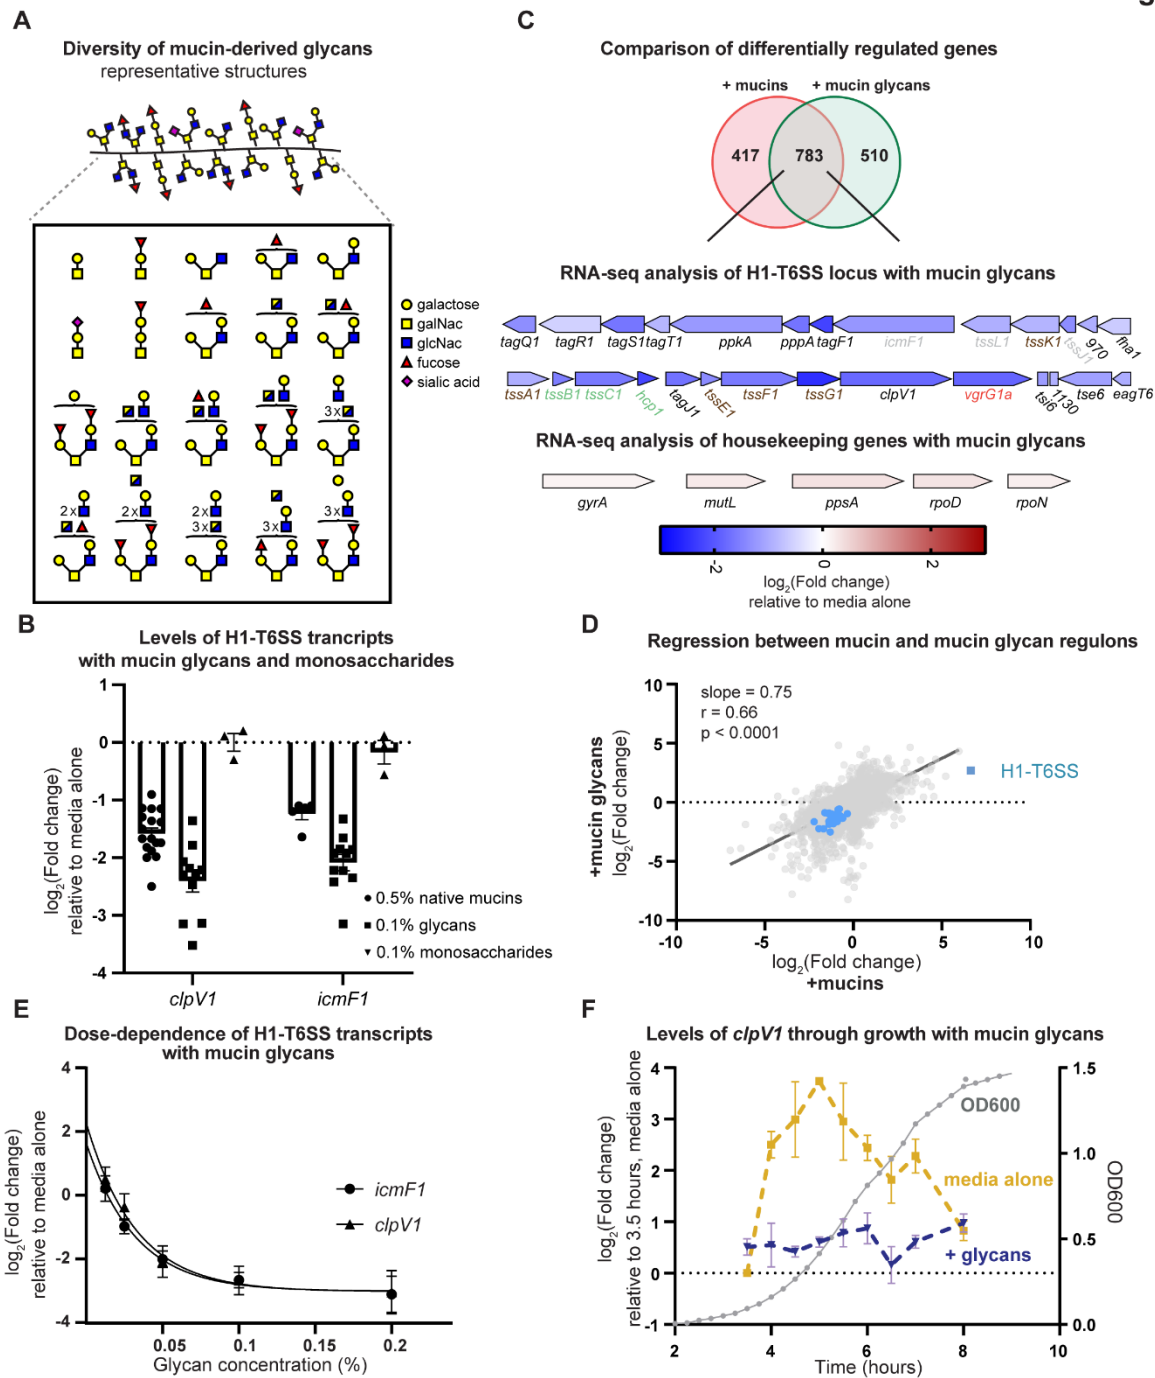 A
Diversity of mucin-derived glycans
representative structures
galactose
galNac
glcNac
fucose
sialic acid
3x
2x
2x
2x
3x
3x
3x
C
Comparison of differentially regulated genes
+ mucins
+ mucin glycans
417
783
510
RNA-seq analysis of H1-T6SS locus with mucin glycans
tagQ1 tagR1 tagS1 tagT1 ppkA pppA tagF1 icmF1 tssL1 tssK1 tssJ1 970 fha1
tssA1 tssB1 tssC1 hcp1 tagJ1 tssE1 tssF1 tssG1 clpV1 vgrG1a tsi6 1130 tse6 eagT6
RNA-seq analysis of housekeeping genes with mucin glycans
gyrA mutL ppsA rpoD rpoN
-2 0 2
log2(Fold change)
relative to media alone
B
Levels of H1-T6SS trancripts
with mucin glycans and monosaccharides
log2(Fold change)
relative to media alone
1
0
-1
-2
-3
-4
0.5% native mucins
0.1% glycans
0.1% monosaccharides
clpV1 icmF1
D
Regression between mucin and mucin glycan regulons
+mucin glycans
log2(Fold change)
10
5
0
-5
-10
slope = 0.75
r = 0.66
p < 0.0001
H1-T6SS
-10 -5 0 5 10
log2(Fold change)
+mucins
E
Dose-dependence of H1-T6SS transcripts
with mucin glycans
log2(Fold change)
relative to media alone
4
2
0
-2
-4
icmF1
clpV1
0.05 0.1 0.15 0.2
Glycan concentration (%)
F
Levels of clpV1 through growth with mucin glycans
log2(Fold change)
relative to 3.5 hours, media alone
4
3
2
1
0
-1
OD600
media alone
+ glycans
1.5
1.0
0.5
0.0
OD600
2 4 6 8 10
Time (hours)